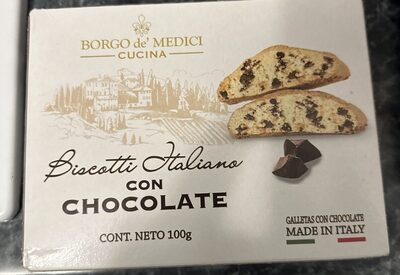 BORGO de' MEDICI
CUCINA
Biscotti Italiano
CON
CHOCOLATE
CONT. NETO 100g
GALLETAS CON CHOCOLATE
MADE IN ITALY